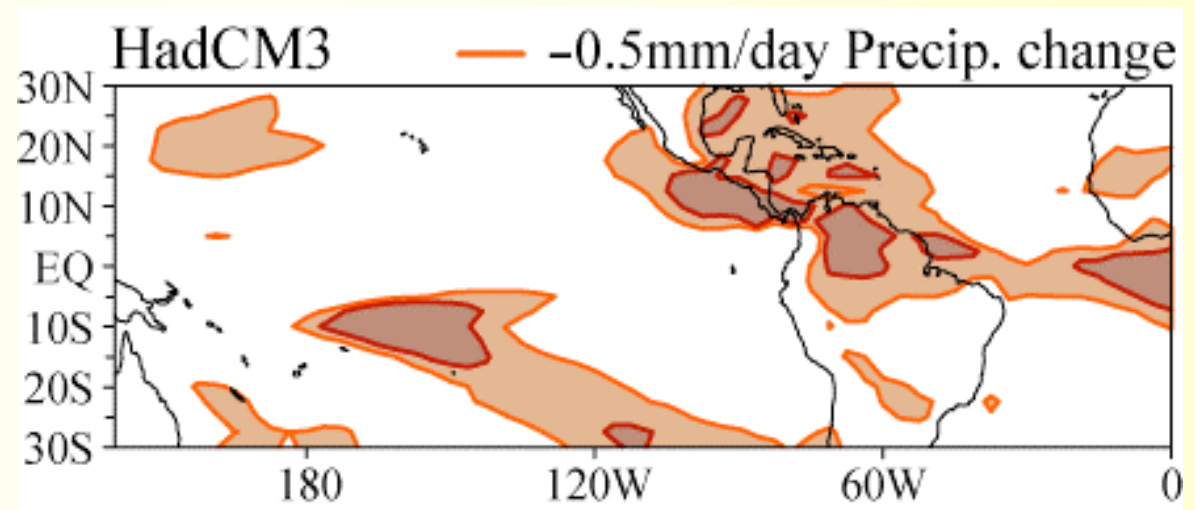 HadCM3 −0.5mm/day Precip. change
30N
20N
10N
EQ
10S
20S
30S
180 120W 60W 0